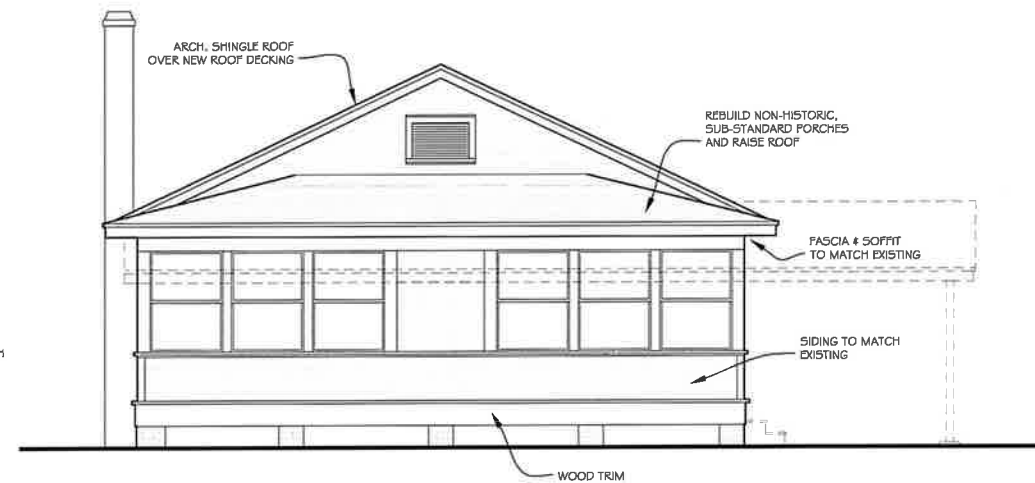 ARCH. SHINGLE ROOF
OVER NEW ROOF DECKING
REBUILD NON-HISTORIC,
SUB-STANDARD PORCHES
AND RAISE ROOF
FASCIA & SOFFIT
TO MATCH EXISTING
SIDING TO MATCH
EXISTING
WOOD TRIM